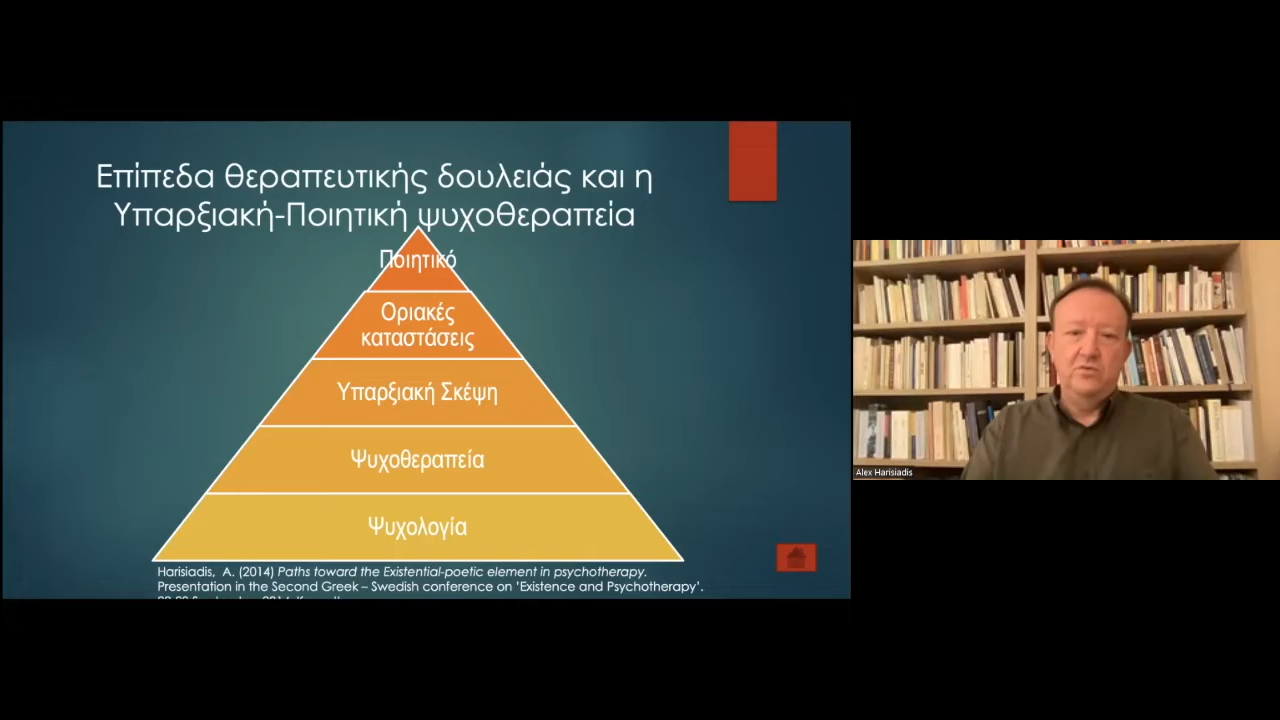 Επίπεδα θεραπευτικής δουλειάς και η
Υπαρξιακή-Ποιητική ψυχοθεραπεία
Ποιητικό
Οριακές
καταστάσεις
Υπαρξιακή Σκέψη
Ψυχοθεραπεία
Ψυχολογία
Harisiadis, A. (2014) Paths toward the Existential-poetic element in psychotherapy.
Presentation in the Second Greek – Swedish conference on 'Existence and Psychotherapy'.
Alex Harisiadis